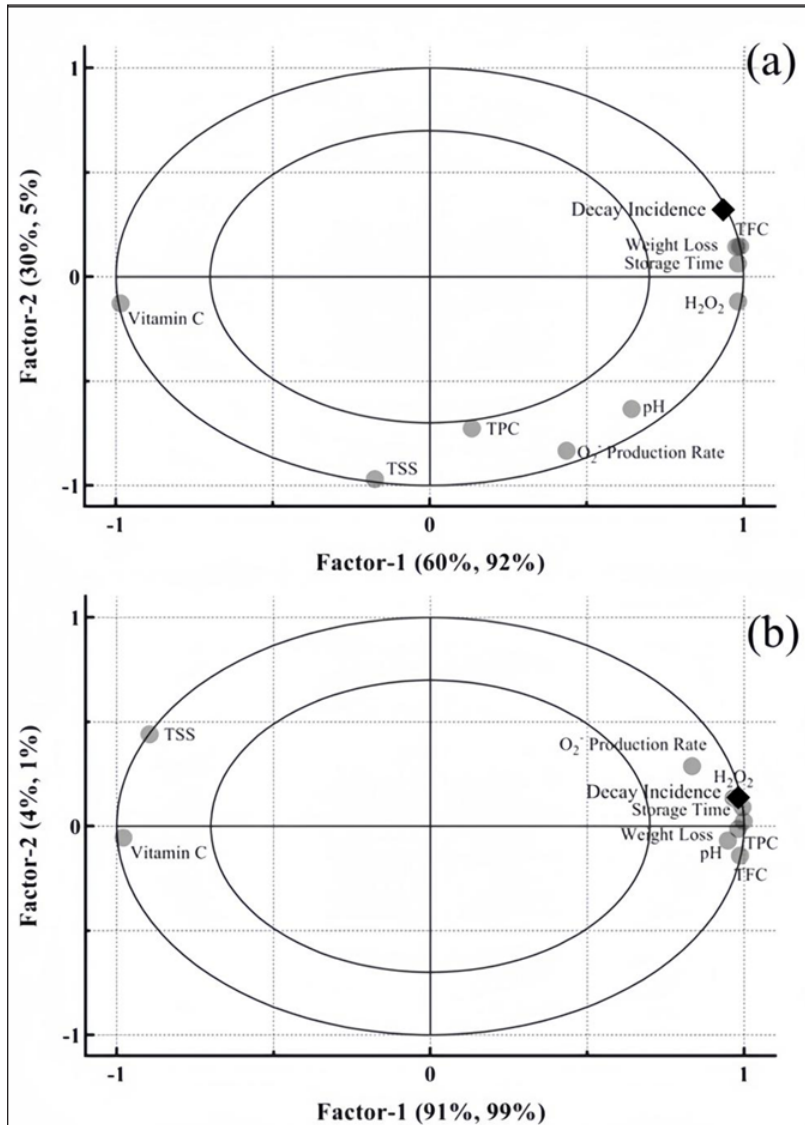 (a)
1
Decay Incidence
TFC
Weight Loss
Storage Time
0
H₂O₂
Vitamin C
pH
TPC
O₂⁻ Production Rate
TSS
-1
-1 0 1
Factor-2 (30%, 5%)
Factor-1 (60%, 92%)
(b)
1
TSS
O₂⁻ Production Rate
H₂O₂
Decay Incidence
Storage Time
0
Weight Loss
TPC
Vitamin C
pH
TFC
-1
-1 0 1
Factor-2 (4%, 1%)
Factor-1 (91%, 99%)